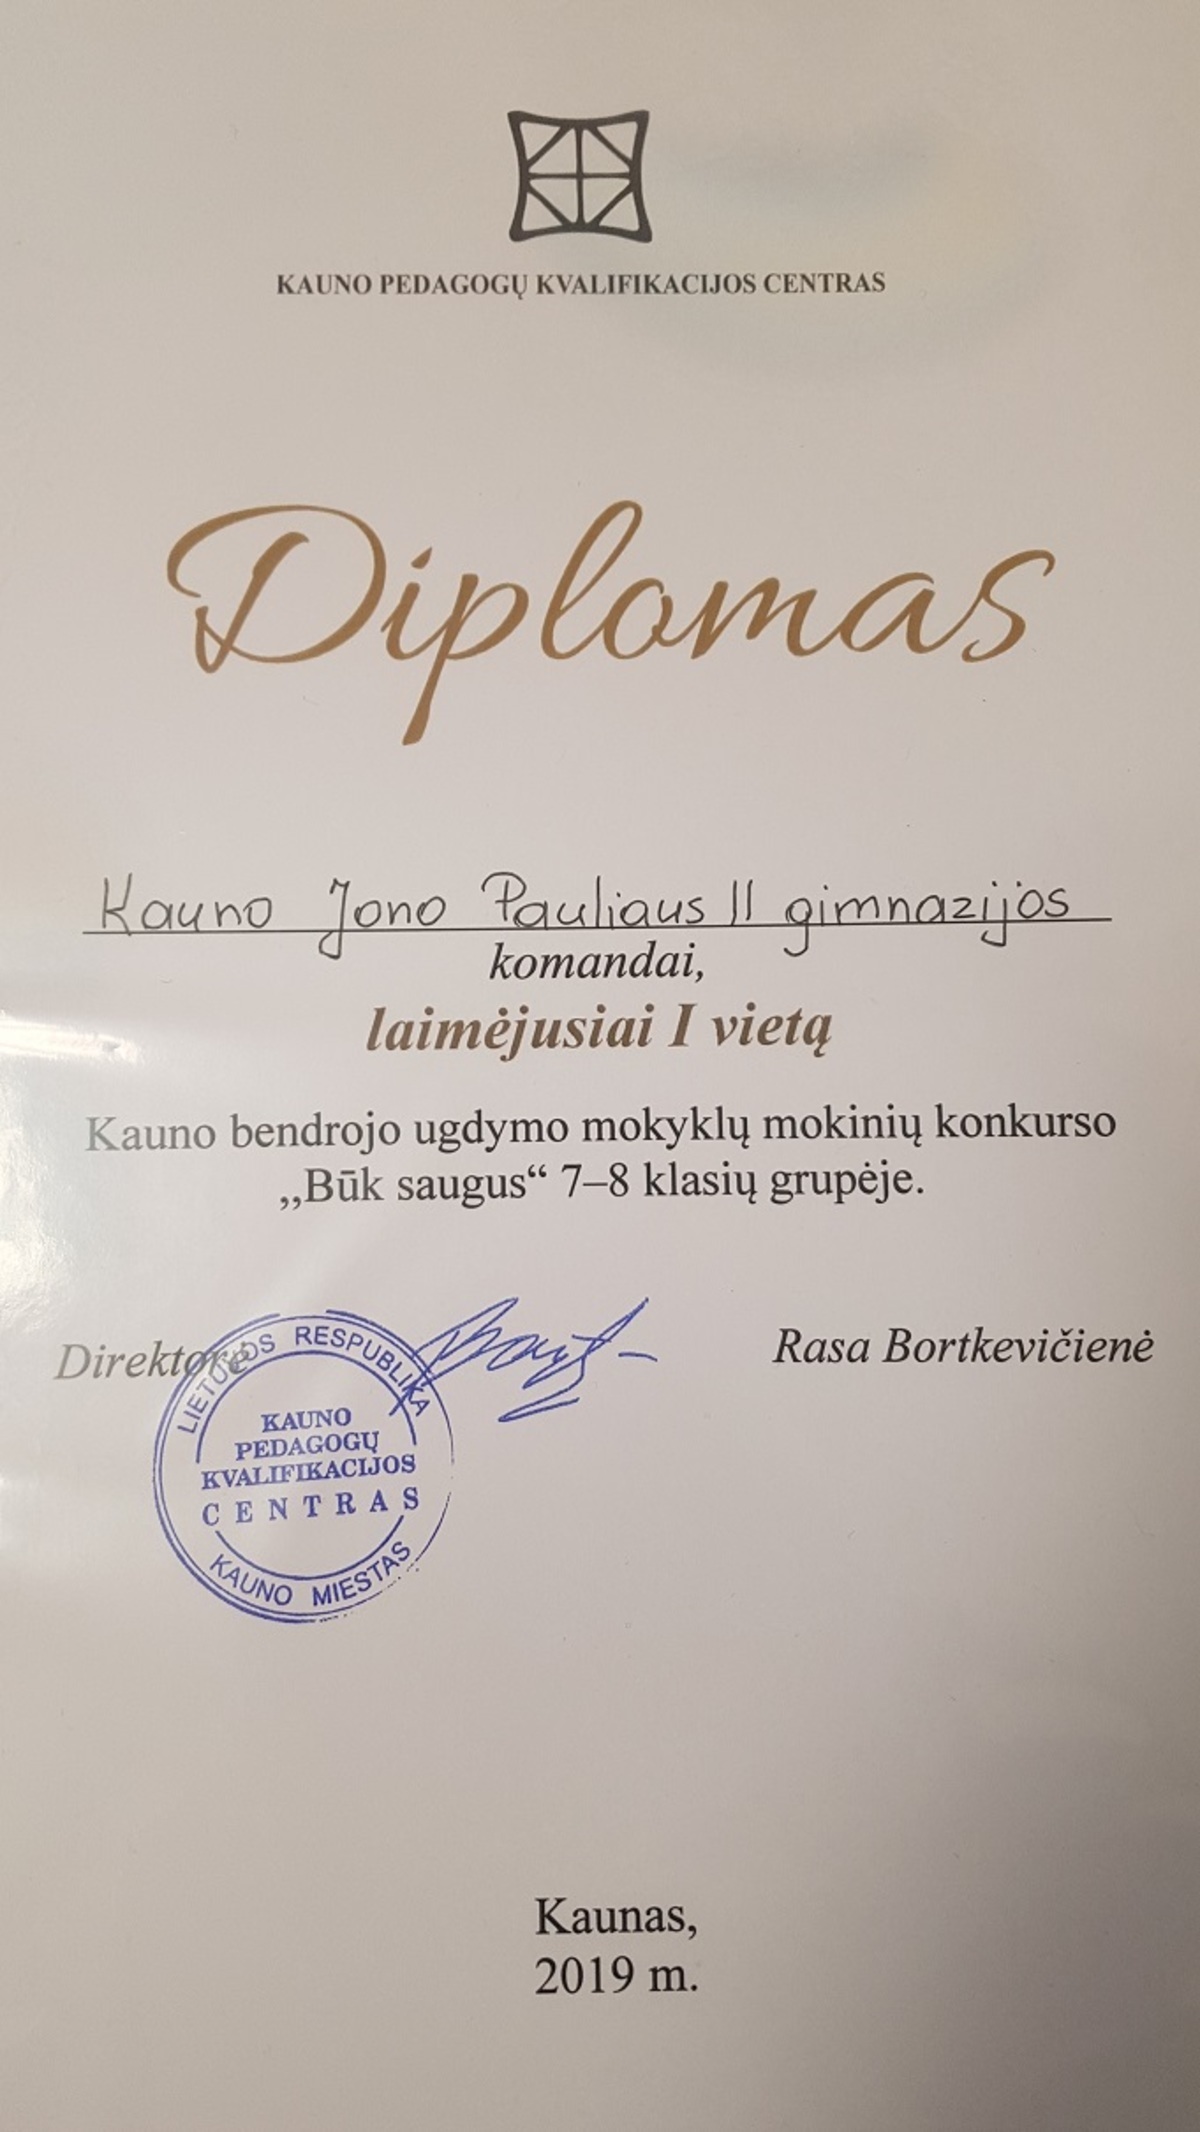 KAUNO PEDAGOGŲ KVALIFIKACIJOS CENTRAS
Diplomas
Kauno Jono Pauliaus II gimnazijos
komandai,
laimėjusiai I vietą
Kauno bendrojo ugdymo mokyklų mokinių konkurso
„Būk saugus“ 7–8 klasių grupėje.
Direktorė
Rasa Bortkevičienė
LIETUVOS RESPUBLIKA
KAUNO
PEDAGOGŲ
KVALIFIKACIJOS
CENTRAS
KAUNO MIESTAS
Kaunas,
2019 m.